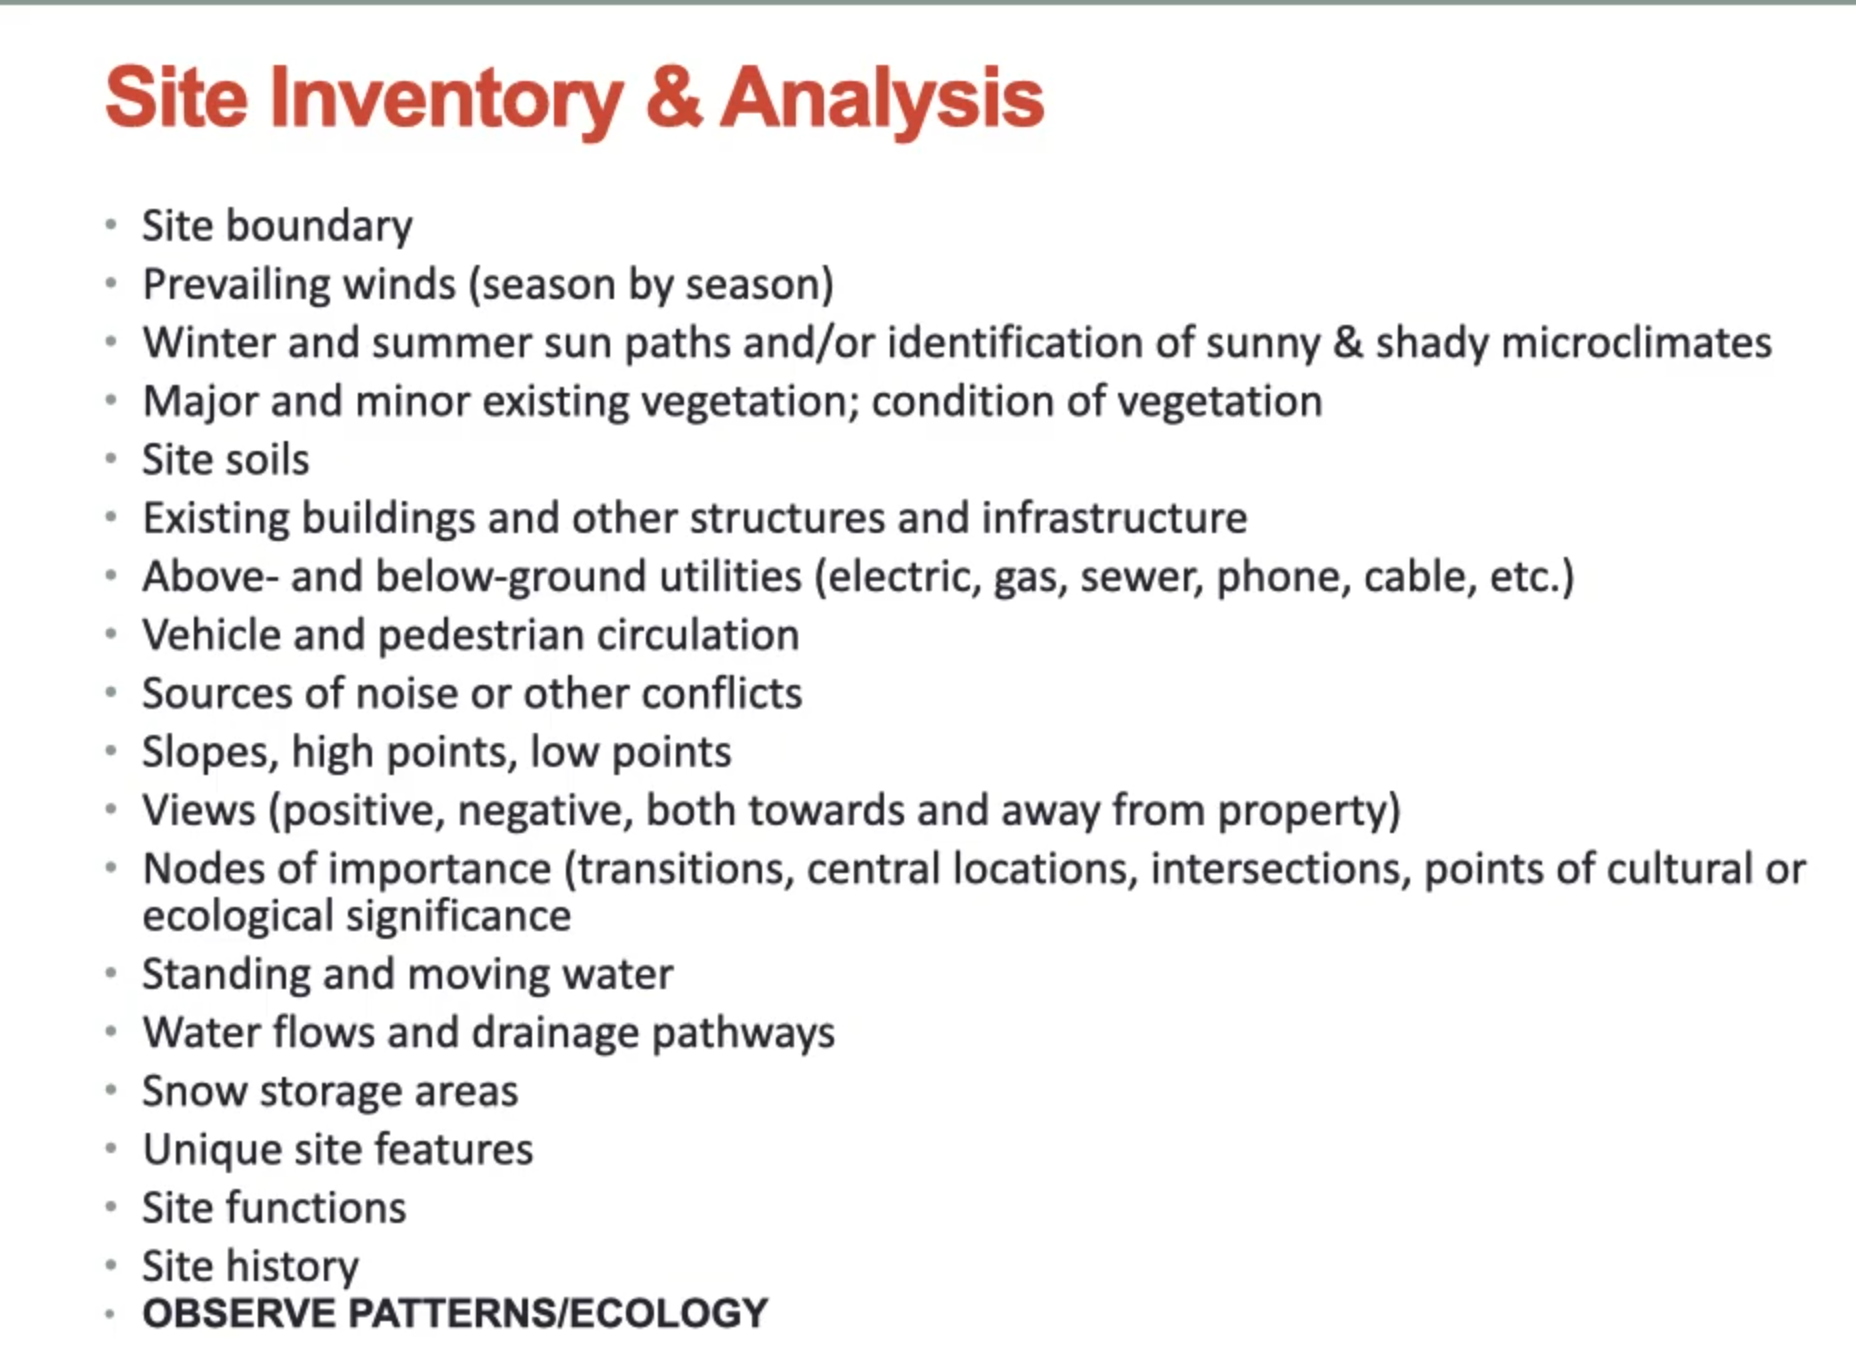 Site Inventory & Analysis
• Site boundary
• Prevailing winds (season by season)
• Winter and summer sun paths and/or identification of sunny & shady microclimates
• Major and minor existing vegetation; condition of vegetation
• Site soils
• Existing buildings and other structures and infrastructure
• Above- and below-ground utilities (electric, gas, sewer, phone, cable, etc.)
• Vehicle and pedestrian circulation
• Sources of noise or other conflicts
• Slopes, high points, low points
• Views (positive, negative, both towards and away from property)
• Nodes of importance (transitions, central locations, intersections, points of cultural or
ecological significance
• Standing and moving water
• Water flows and drainage pathways
• Snow storage areas
• Unique site features
• Site functions
• Site history
• OBSERVE PATTERNS/ECOLOGY